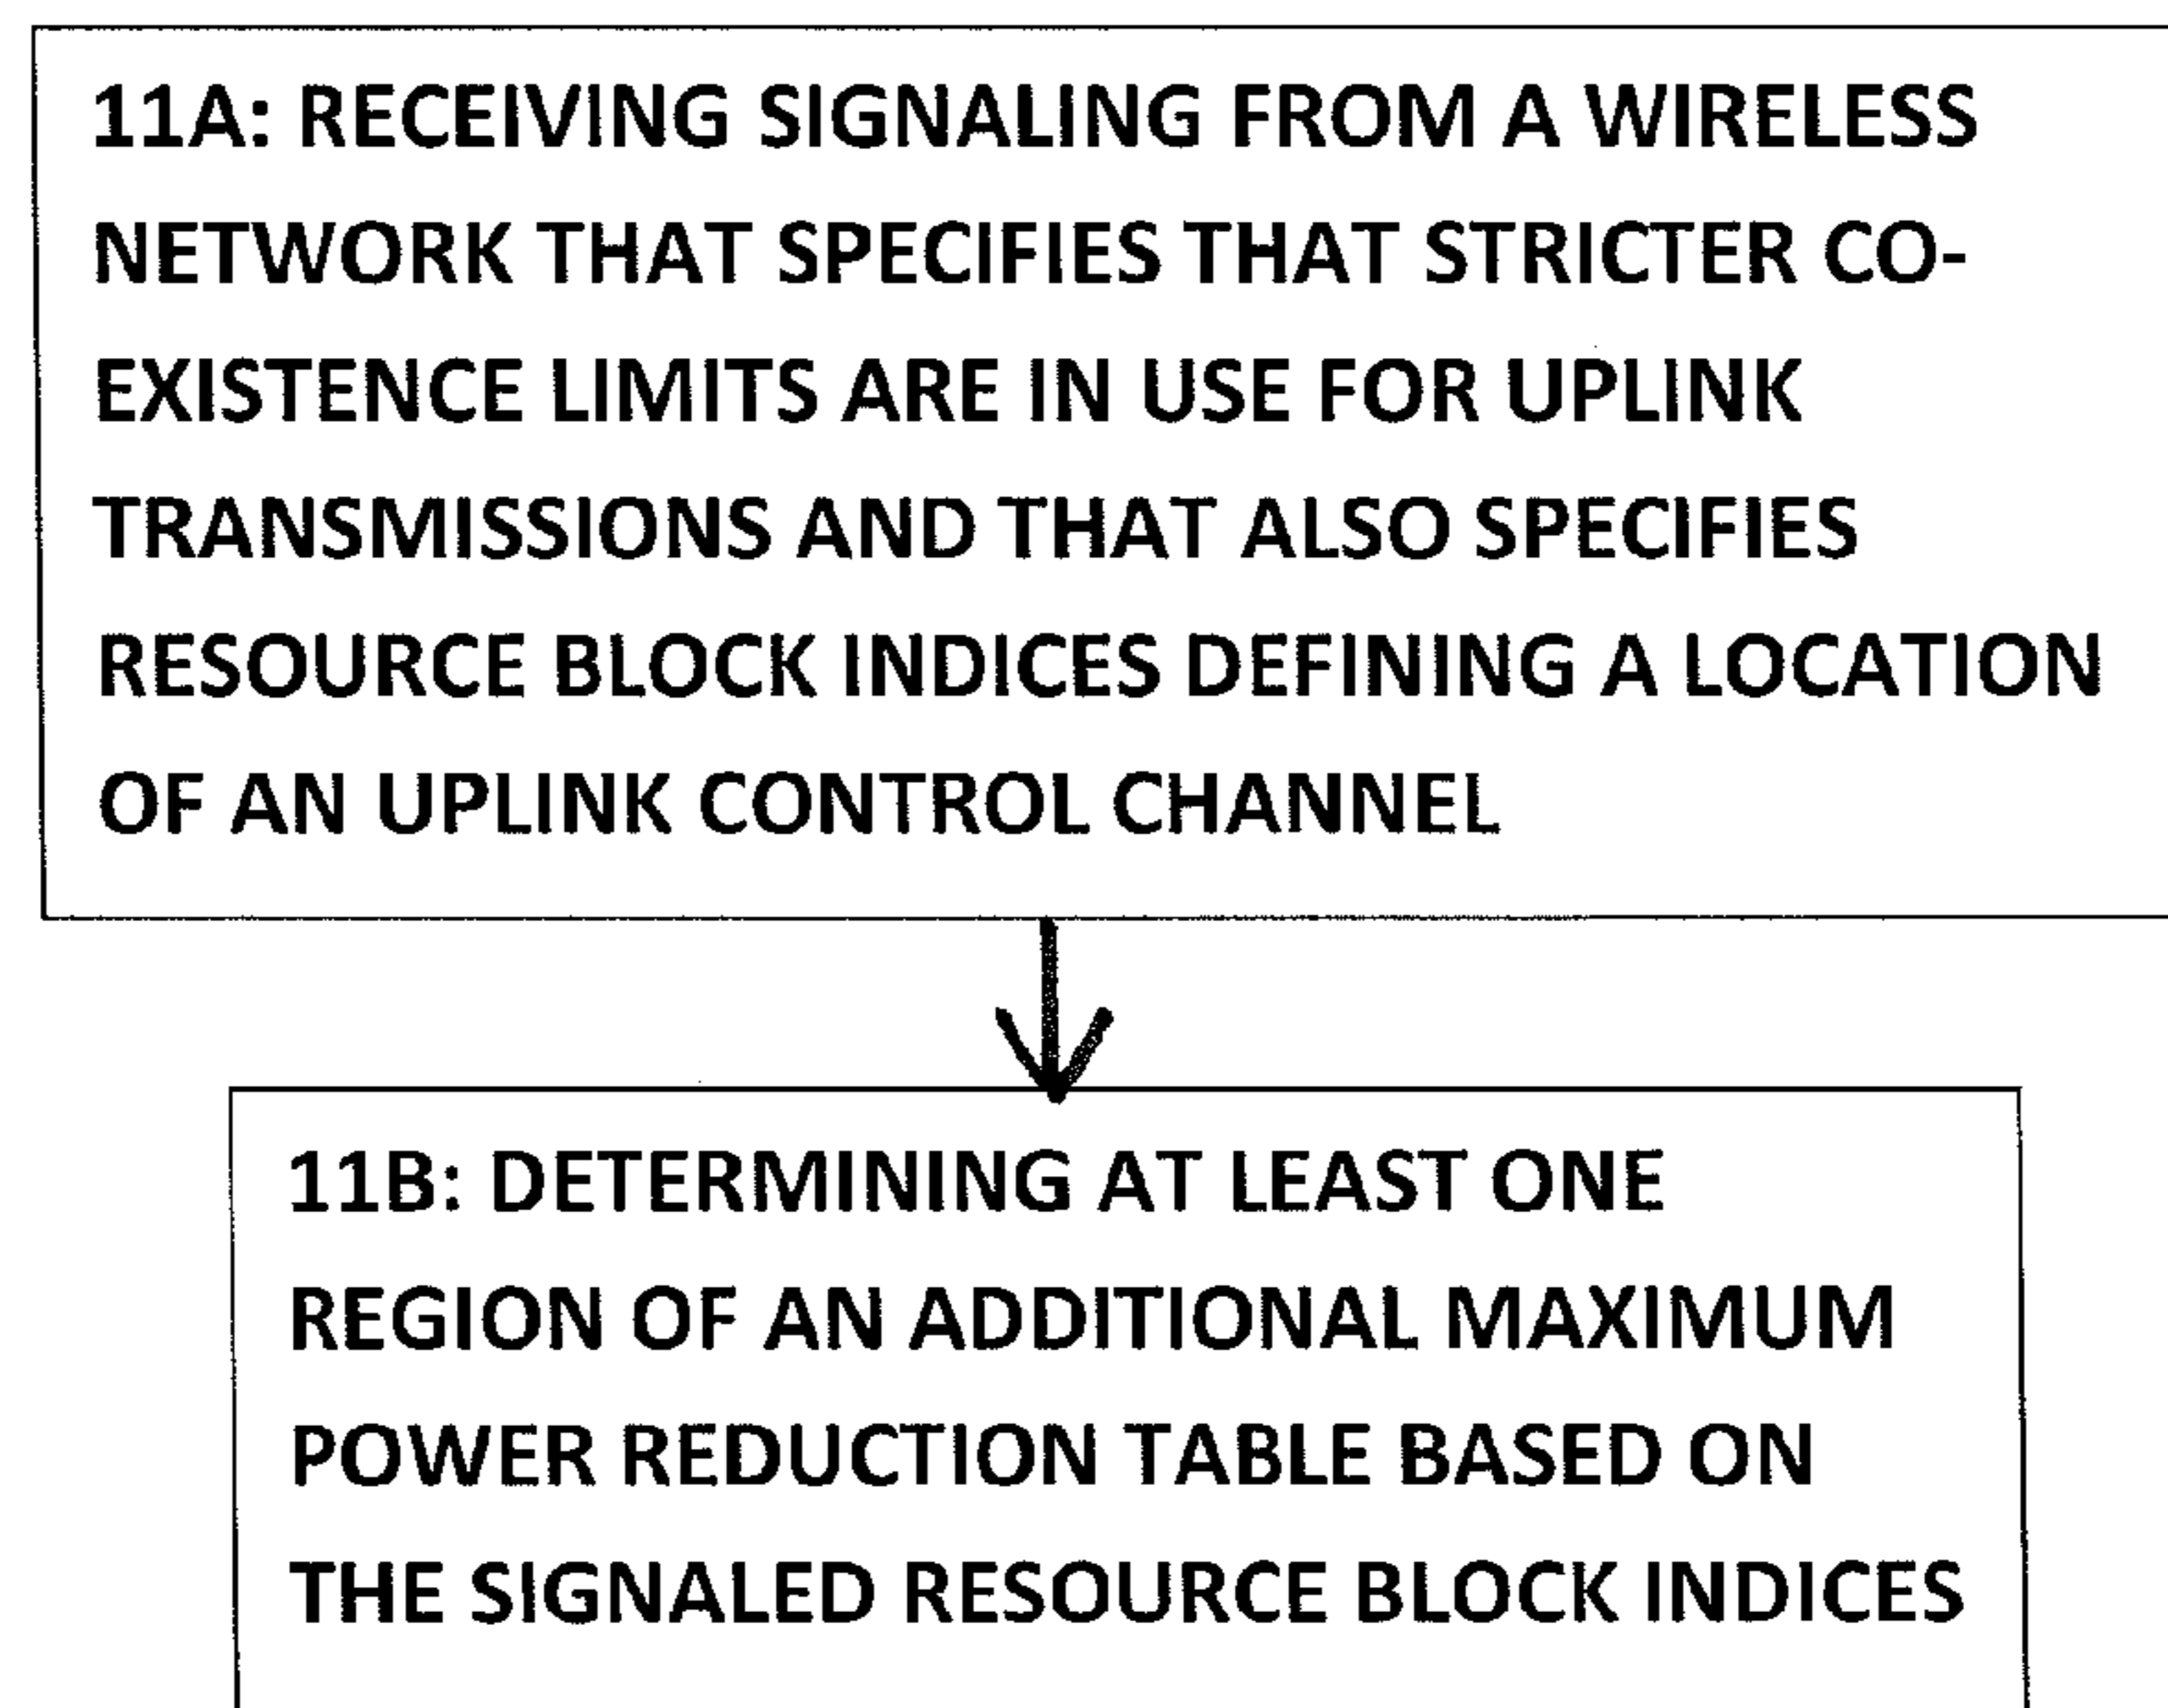 11A: RECEIVING SIGNALING FROM A WIRELESS
NETWORK THAT SPECIFIES THAT STRICTER CO-
EXISTENCE LIMITS ARE IN USE FOR UPLINK
TRANSMISSIONS AND THAT ALSO SPECIFIES
RESOURCE BLOCK INDICES DEFINING A LOCATION
OF AN UPLINK CONTROL CHANNEL
11B: DETERMINING AT LEAST ONE
REGION OF AN ADDITIONAL MAXIMUM
POWER REDUCTION TABLE BASED ON
THE SIGNALED RESOURCE BLOCK INDICES